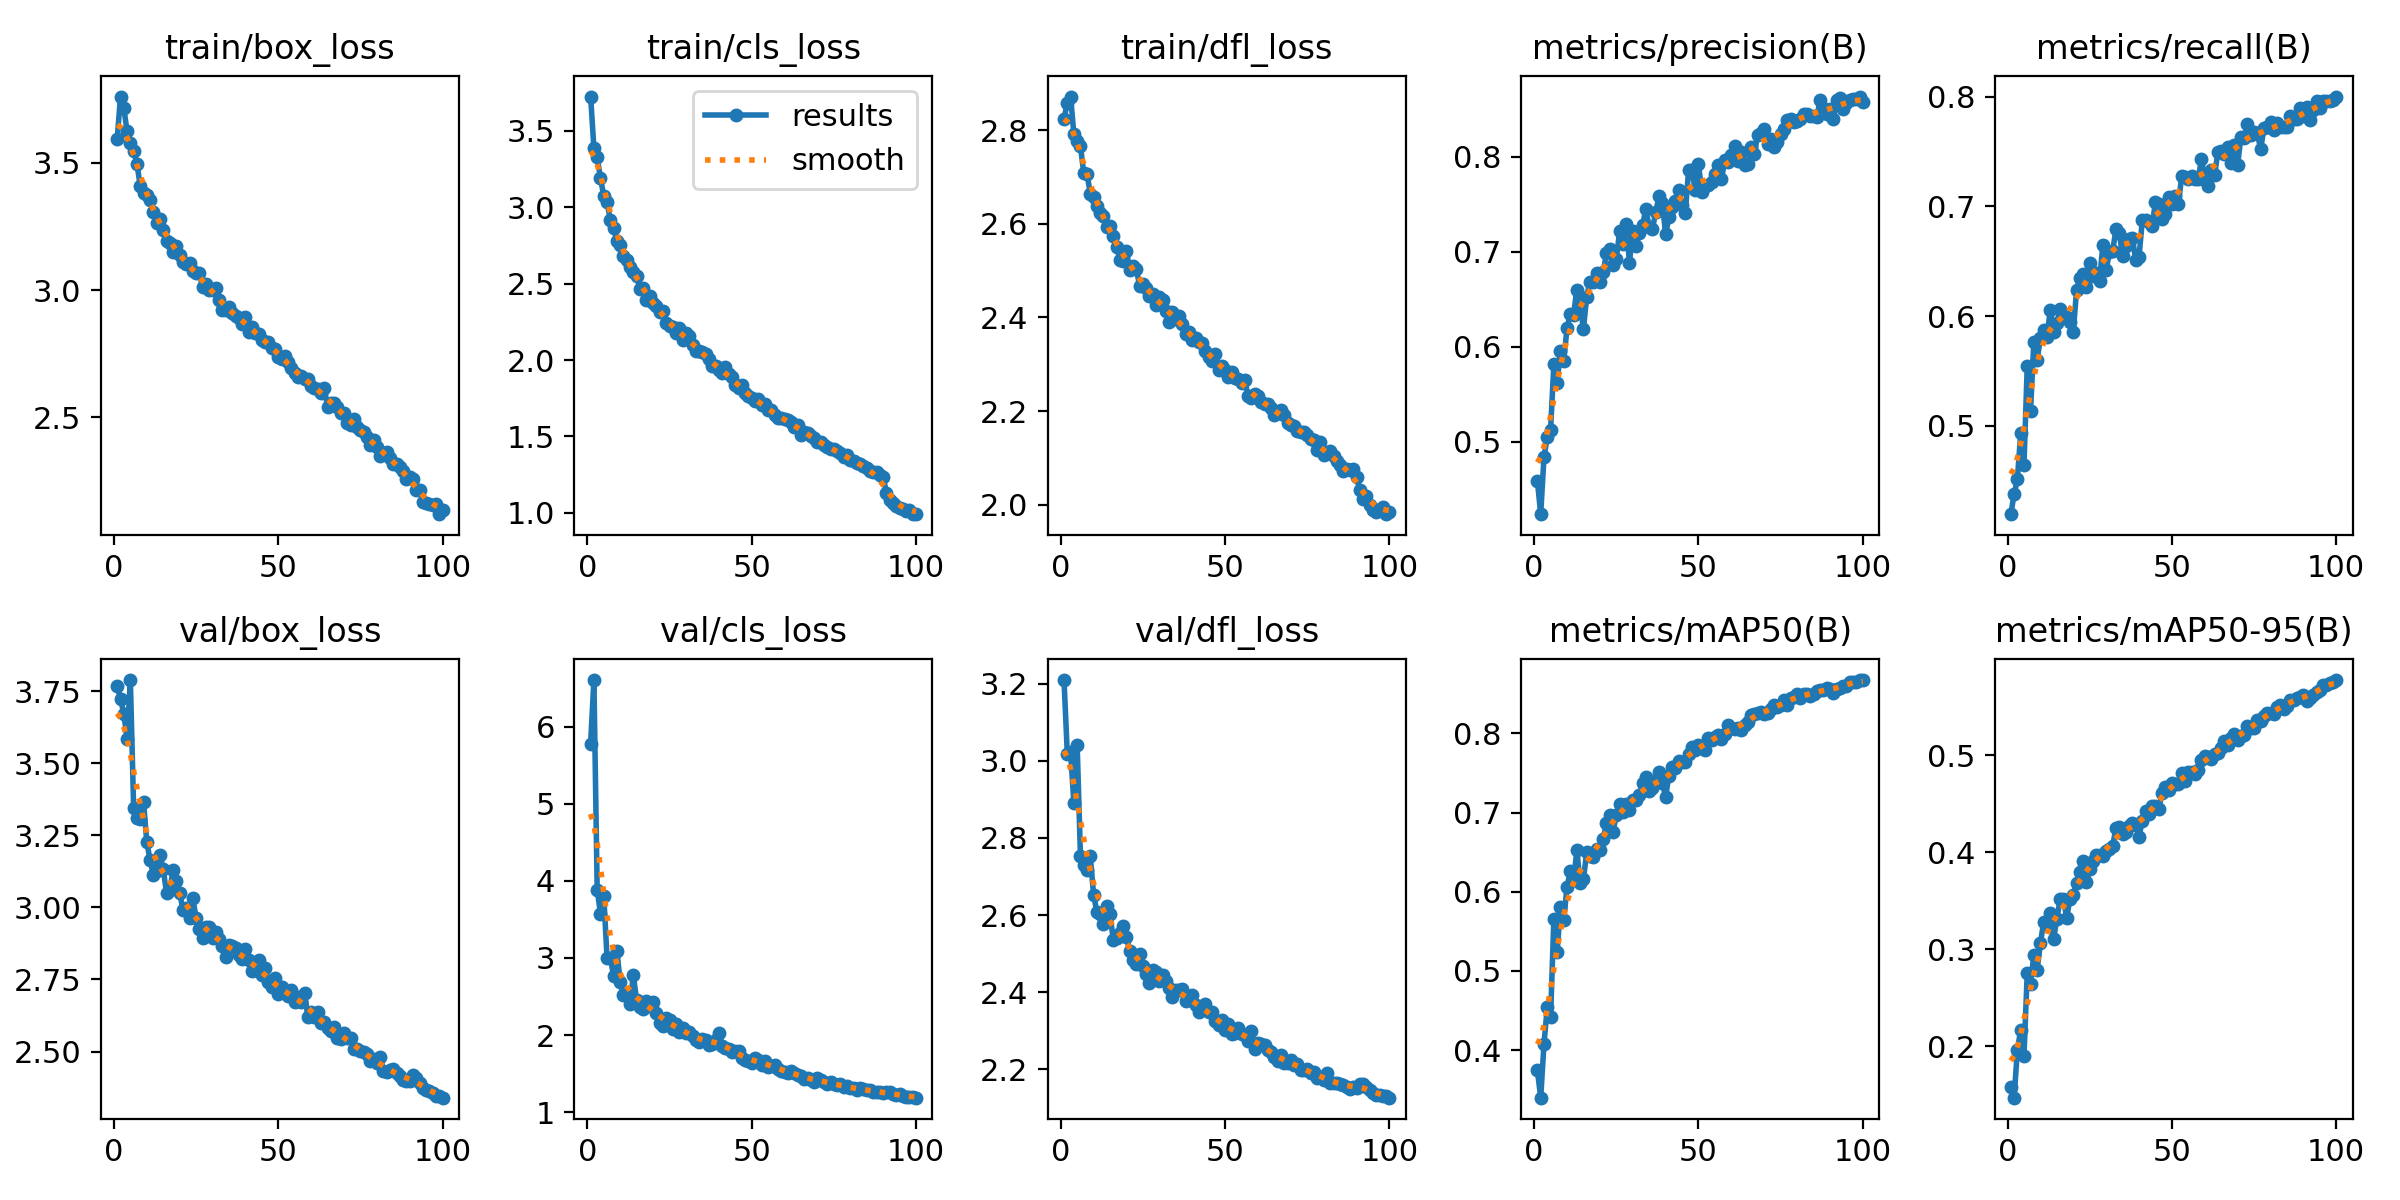 train/box_loss
3.5
3.0
2.5
0 50 100
train/cls_loss
results
smooth
3.5
3.0
2.5
2.0
1.5
1.0
0 50 100
train/dfl_loss
2.8
2.6
2.4
2.2
2.0
0 50 100
metrics/precision(B)
0.8
0.7
0.6
0.5
0 50 100
metrics/recall(B)
0.8
0.7
0.6
0.5
0 50 100
val/box_loss
3.75
3.50
3.25
3.00
2.75
2.50
0 50 100
val/cls_loss
6
5
4
3
2
1
0 50 100
val/dfl_loss
3.2
3.0
2.8
2.6
2.4
2.2
0 50 100
metrics/mAP50(B)
0.8
0.7
0.6
0.5
0.4
0 50 100
metrics/mAP50-95(B)
0.5
0.4
0.3
0.2
0 50 100